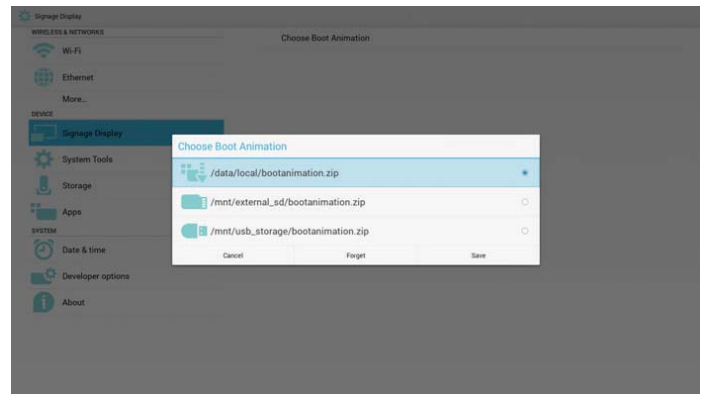 Signage Display
WIRELESS & NETWORKS
Choose Boot Animation
Wi-Fi
Ethernet
More...
DEVICE
Signage Display
System Tools
Storage
Apps
SYSTEM
Date & time
Developer options
About
Choose Boot Animation
/data/local/bootanimation.zip
/mnt/external_sd/bootanimation.zip
/mnt/usb_storage/bootanimation.zip
Cancel Forget Save